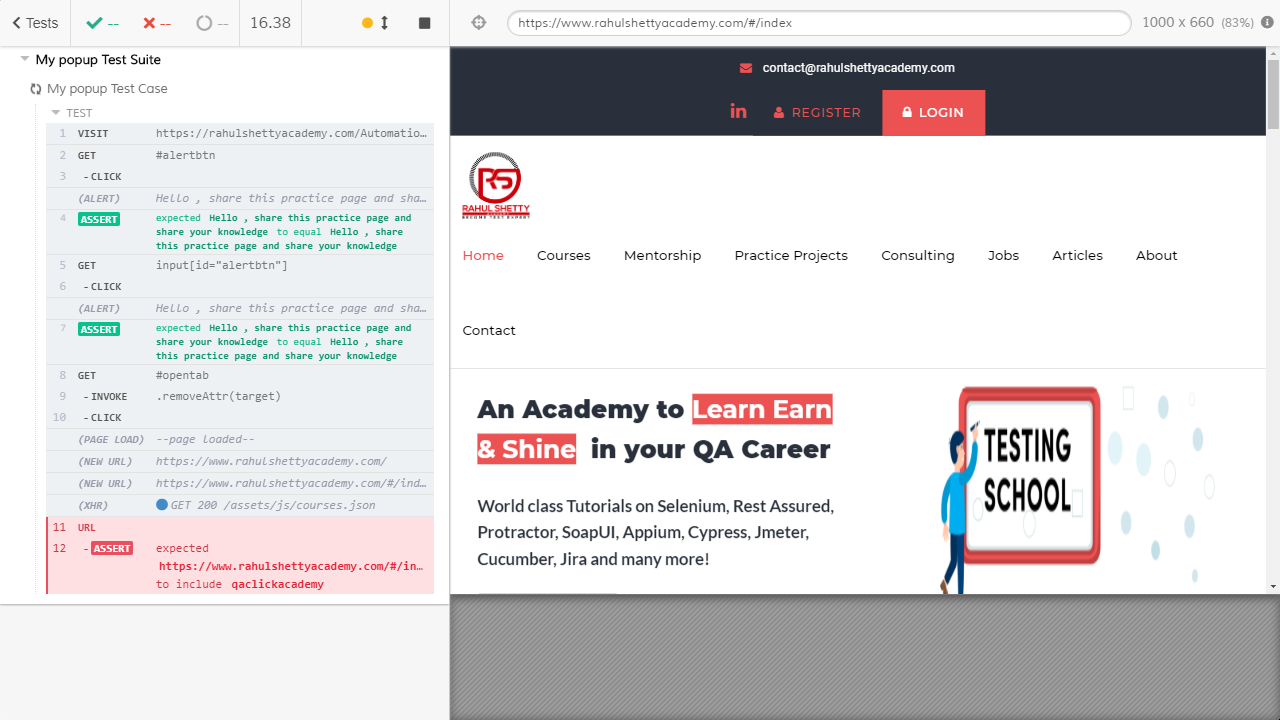 Tests
--
--
--
16.38
https://www.rahulshettyacademy.com/#/index
1000 x 660 (83%)
My popup Test Suite
My popup Test Case
TEST
1 VISIT https://rahulshettyacademy.com/Automatio...
2 GET #alertbtn
3 - CLICK
(ALERT) Hello , share this practice page and sha...
4 ASSERT expected Hello , share this practice page and
share your knowledge to equal Hello , share
this practice page and share your knowledge
5 GET input[id="alertbtn"]
6 - CLICK
(ALERT) Hello , share this practice page and sha...
7 ASSERT expected Hello , share this practice page and
share your knowledge to equal Hello , share
this practice page and share your knowledge
8 GET #opentab
9 - INVOKE .removeAttr(target)
10 - CLICK
(PAGE LOAD) --page loaded--
(NEW URL) https://www.rahulshettyacademy.com/
(NEW URL) https://www.rahulshettyacademy.com/#/ind...
(XHR) GET 200 /assets/js/courses.json
11 URL
12 - ASSERT expected
https://www.rahulshettyacademy.com/#/in...
to include qaclickacademy
contact@rahulshettyacademy.com
in REGISTER LOGIN
RS
RAHUL SHETTY
ACADEMY
BECOME TEST EXPERT
Home Courses Mentorship Practice Projects Consulting Jobs Articles About
Contact
An Academy to Learn Earn
& Shine in your QA Career
World class Tutorials on Selenium, Rest Assured,
Protractor, SoapUI, Appium, Cypress, Jmeter,
Cucumber, Jira and many more!
TESTING
SCHOOL